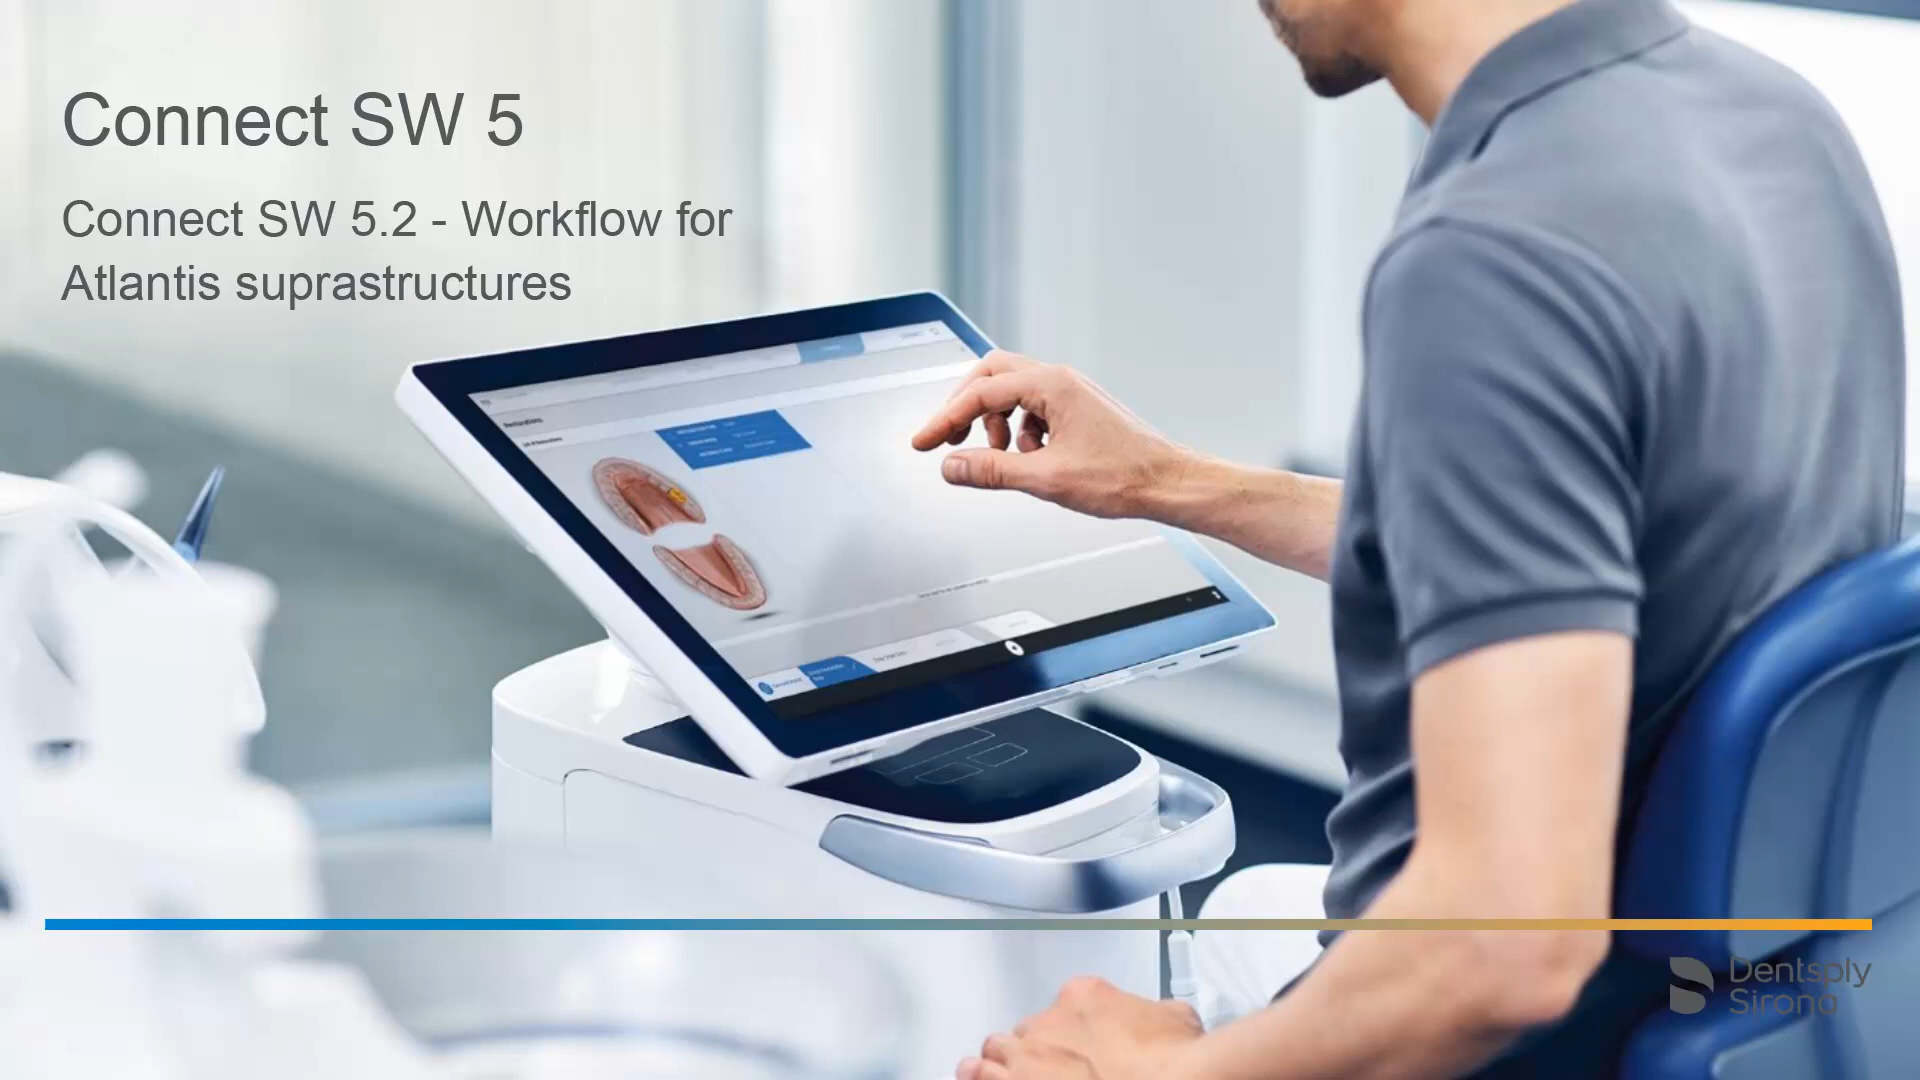 Connect SW 5
Connect SW 5.2 - Workflow for
Atlantis suprastructures
Dentsply
Sirona